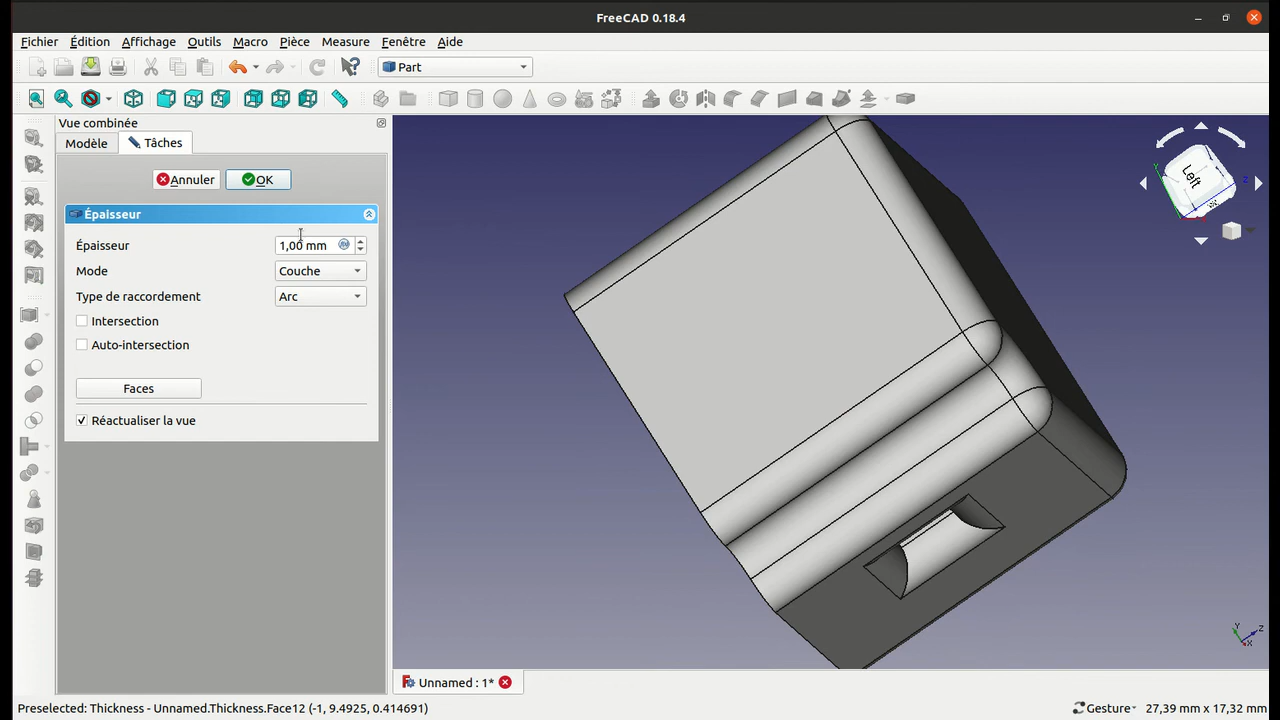 FreeCAD 0.18.4
Fichier Édition Affichage Outils Macro Pièce Measure Fenêtre Aide
Part
Vue combinée
Modèle Tâches
Annuler OK
Épaisseur
Épaisseur 1,00 mm
Mode Couche
Type de raccordement Arc
Intersection
Auto-intersection
Faces
Réactualiser la vue
Left
Y Z
Y Z
X
Unnamed : 1*
Preselected: Thickness - Unnamed.Thickness.Face12 (-1, 9.4925, 0.414691) Gesture 27,39 mm x 17,32 mm